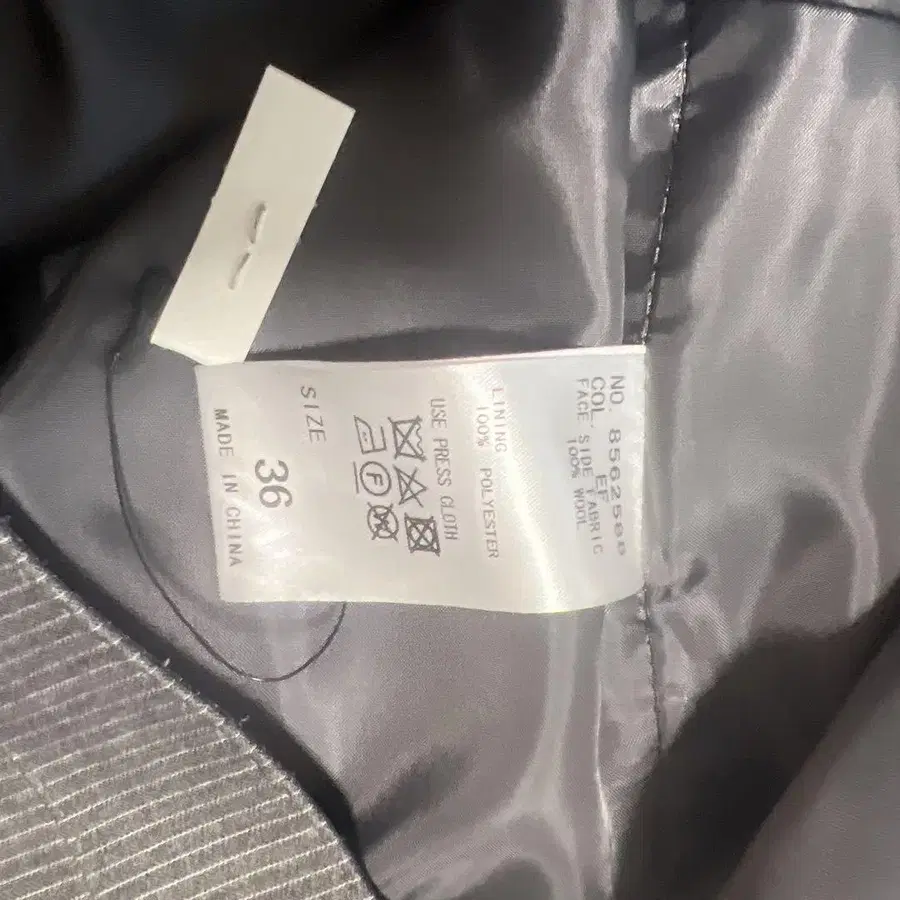 NO. 8562566
COL EF
FACE SIDE FABRIC
100% WOOL
LINING
100% POLYESTER
USE PRESS CLOTH
SIZE
36
MADE IN CHINA